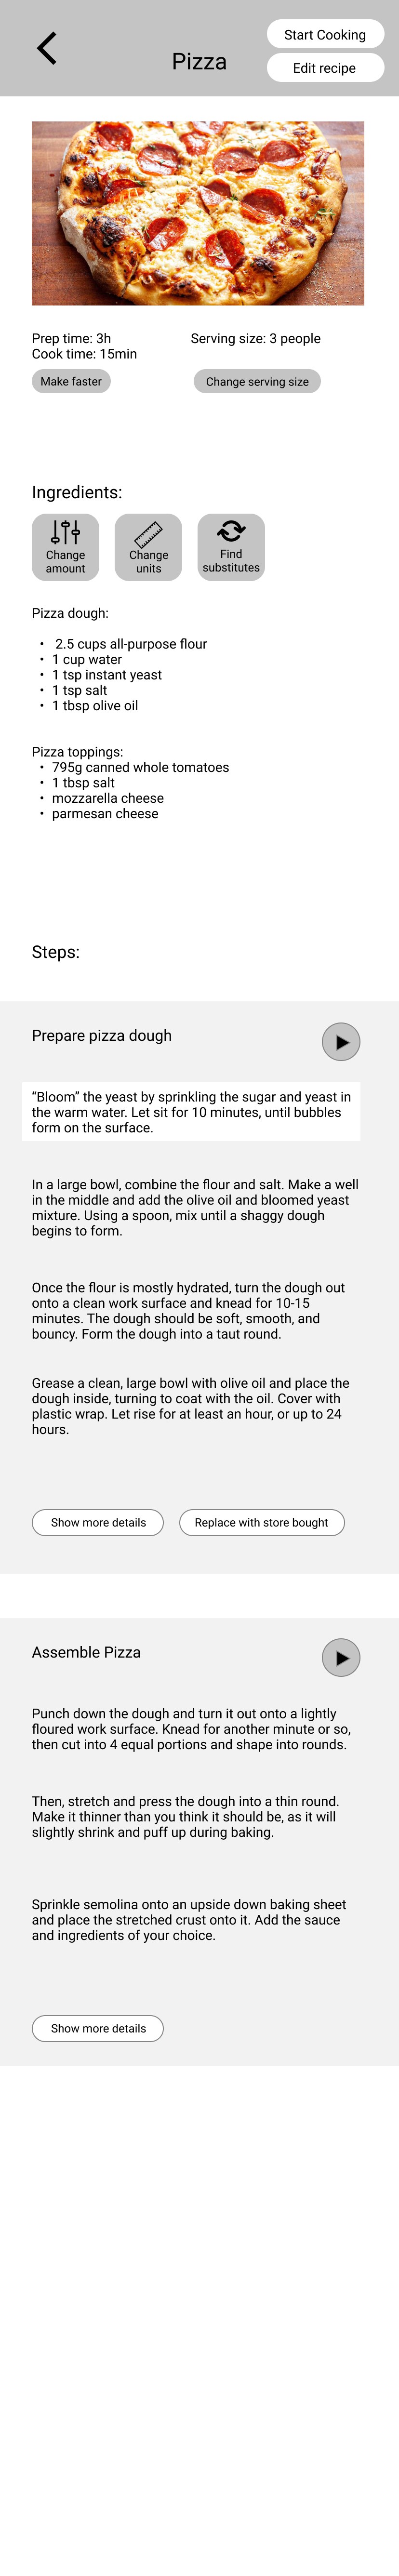 Start Cooking
Pizza
Edit recipe
Prep time: 3h
Serving size: 3 people
Cook time: 15min
Make faster
Change serving size
Ingredients:
Change
amount
Change
units
Find
substitutes
Pizza dough:
• 2.5 cups all-purpose flour
• 1 cup water
• 1 tsp instant yeast
• 1 tsp salt
• 1 tbsp olive oil
Pizza toppings:
• 795g canned whole tomatoes
• 1 tbsp salt
• mozzarella cheese
• parmesan cheese
Steps:
Prepare pizza dough
“Bloom” the yeast by sprinkling the sugar and yeast in
the warm water. Let sit for 10 minutes, until bubbles
form on the surface.
In a large bowl, combine the flour and salt. Make a well
in the middle and add the olive oil and bloomed yeast
mixture. Using a spoon, mix until a shaggy dough
begins to form.
Once the flour is mostly hydrated, turn the dough out
onto a clean work surface and knead for 10-15
minutes. The dough should be soft, smooth, and
bouncy. Form the dough into a taut round.
Grease a clean, large bowl with olive oil and place the
dough inside, turning to coat with the oil. Cover with
plastic wrap. Let rise for at least an hour, or up to 24
hours.
Show more details
Replace with store bought
Assemble Pizza
Punch down the dough and turn it out onto a lightly
floured work surface. Knead for another minute or so,
then cut into 4 equal portions and shape into rounds.
Then, stretch and press the dough into a thin round.
Make it thinner than you think it should be, as it will
slightly shrink and puff up during baking.
Sprinkle semolina onto an upside down baking sheet
and place the stretched crust onto it. Add the sauce
and ingredients of your choice.
Show more details